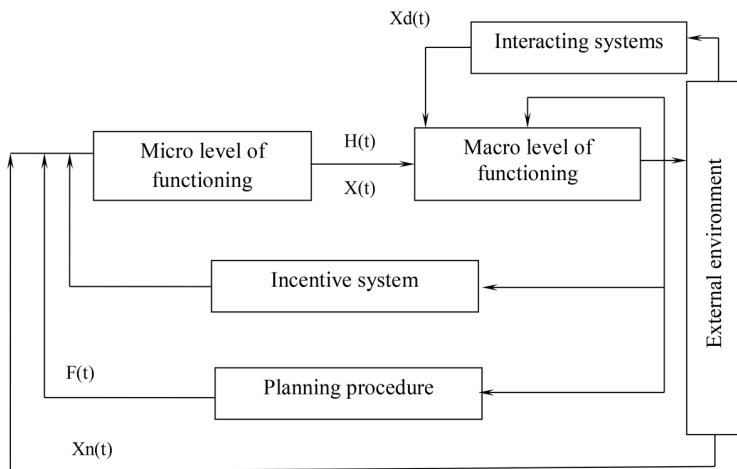 Xd(t)
Interacting systems
Micro level of
functioning
H(t)
X(t)
Macro level of
functioning
External environment
Incentive system
F(t)
Planning procedure
Xn(t)